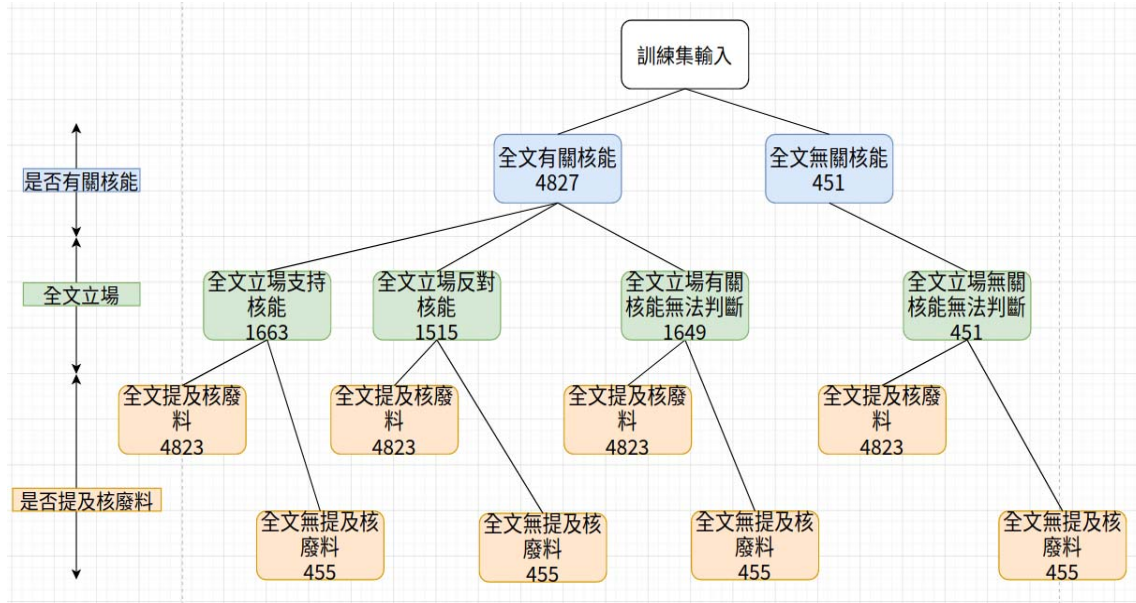 訓練集輸入
是否有關核能
全文有關核能
4827
全文無關核能
451
全文立場
全文立場支持
核能
1663
全文立場反對
核能
1515
全文立場有關
核能無法判斷
1649
全文立場無關
核能無法判斷
451
是否提及核廢料
全文提及核廢
料
4823
全文提及核廢
料
4823
全文提及核廢
料
4823
全文提及核廢
料
4823
全文無提及核
廢料
455
全文無提及核
廢料
455
全文無提及核
廢料
455
全文無提及核
廢料
455